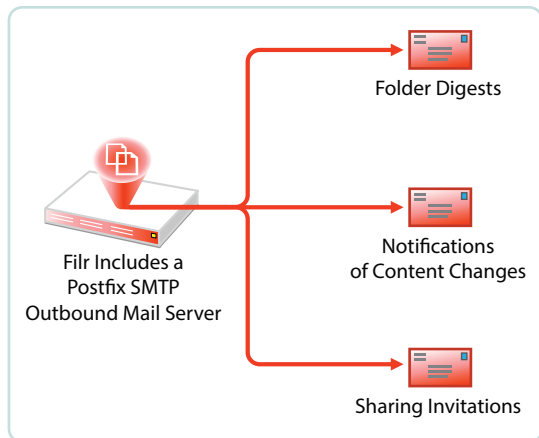 Folder Digests
Filr Includes a
Postfix SMTP
Outbound Mail Server
Notifications
of Content Changes
Sharing Invitations